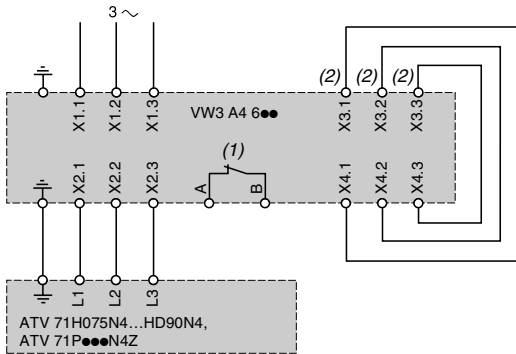 3 ~
(2) (2) (2)
X1.1 X1.2 X1.3 VW3 A4 6●● X3.1 X3.2 X3.3
(1)
X2.1 X2.2 X2.3 A B X4.1 X4.2 X4.3
L1 L2 L3
ATV 71H075N4...HD90N4,
ATV 71P●●●N4Z